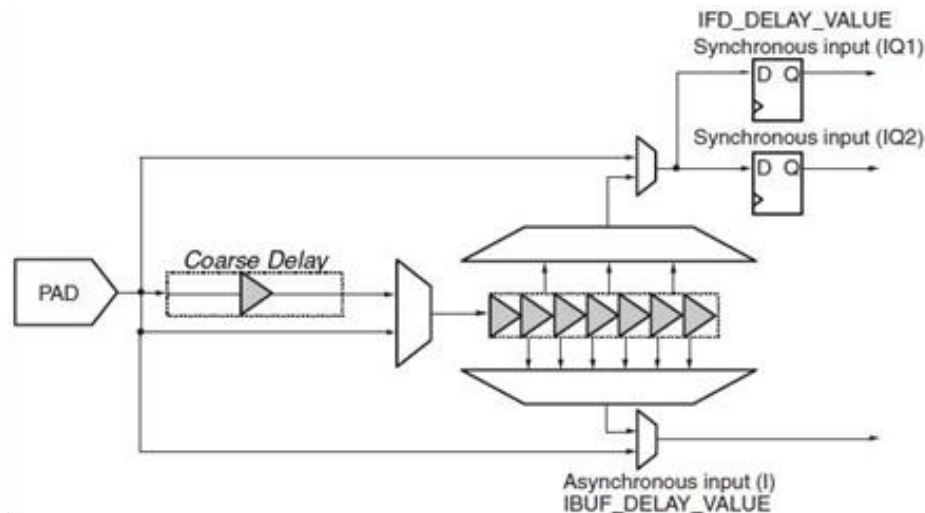 IFD_DELAY_VALUE
Synchronous input (IQ1)
D Q
Synchronous input (IQ2)
D Q
Coarse Delay
PAD
Asynchronous input (I)
IBUF_DELAY_VALUE